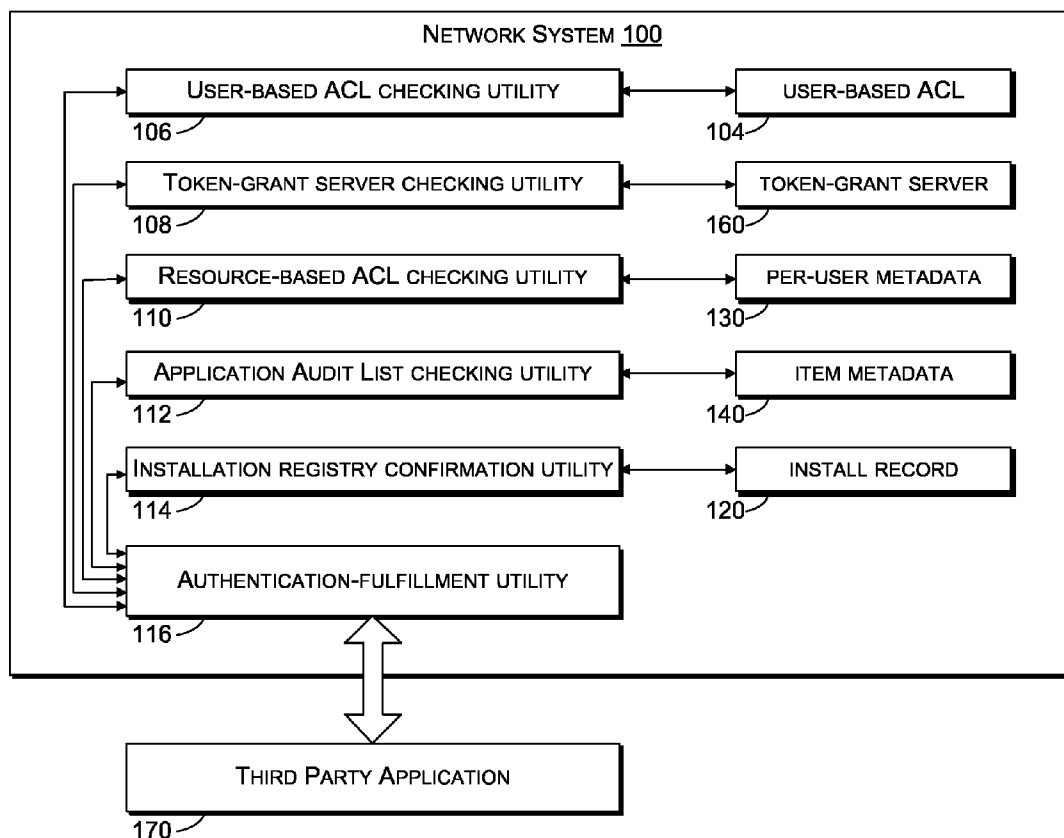 NETWORK SYSTEM 100
USER-BASED ACL CHECKING UTILITY
USER-BASED ACL
106
104
TOKEN-GRANT SERVER CHECKING UTILITY
TOKEN-GRANT SERVER
108
160
RESOURCE-BASED ACL CHECKING UTILITY
PER-USER METADATA
110
130
APPLICATION AUDIT LIST CHECKING UTILITY
ITEM METADATA
112
140
INSTALLATION REGISTRY CONFIRMATION UTILITY
INSTALL RECORD
114
120
AUTHENTICATION-FULFILLMENT UTILITY
116
THIRD PARTY APPLICATION
170